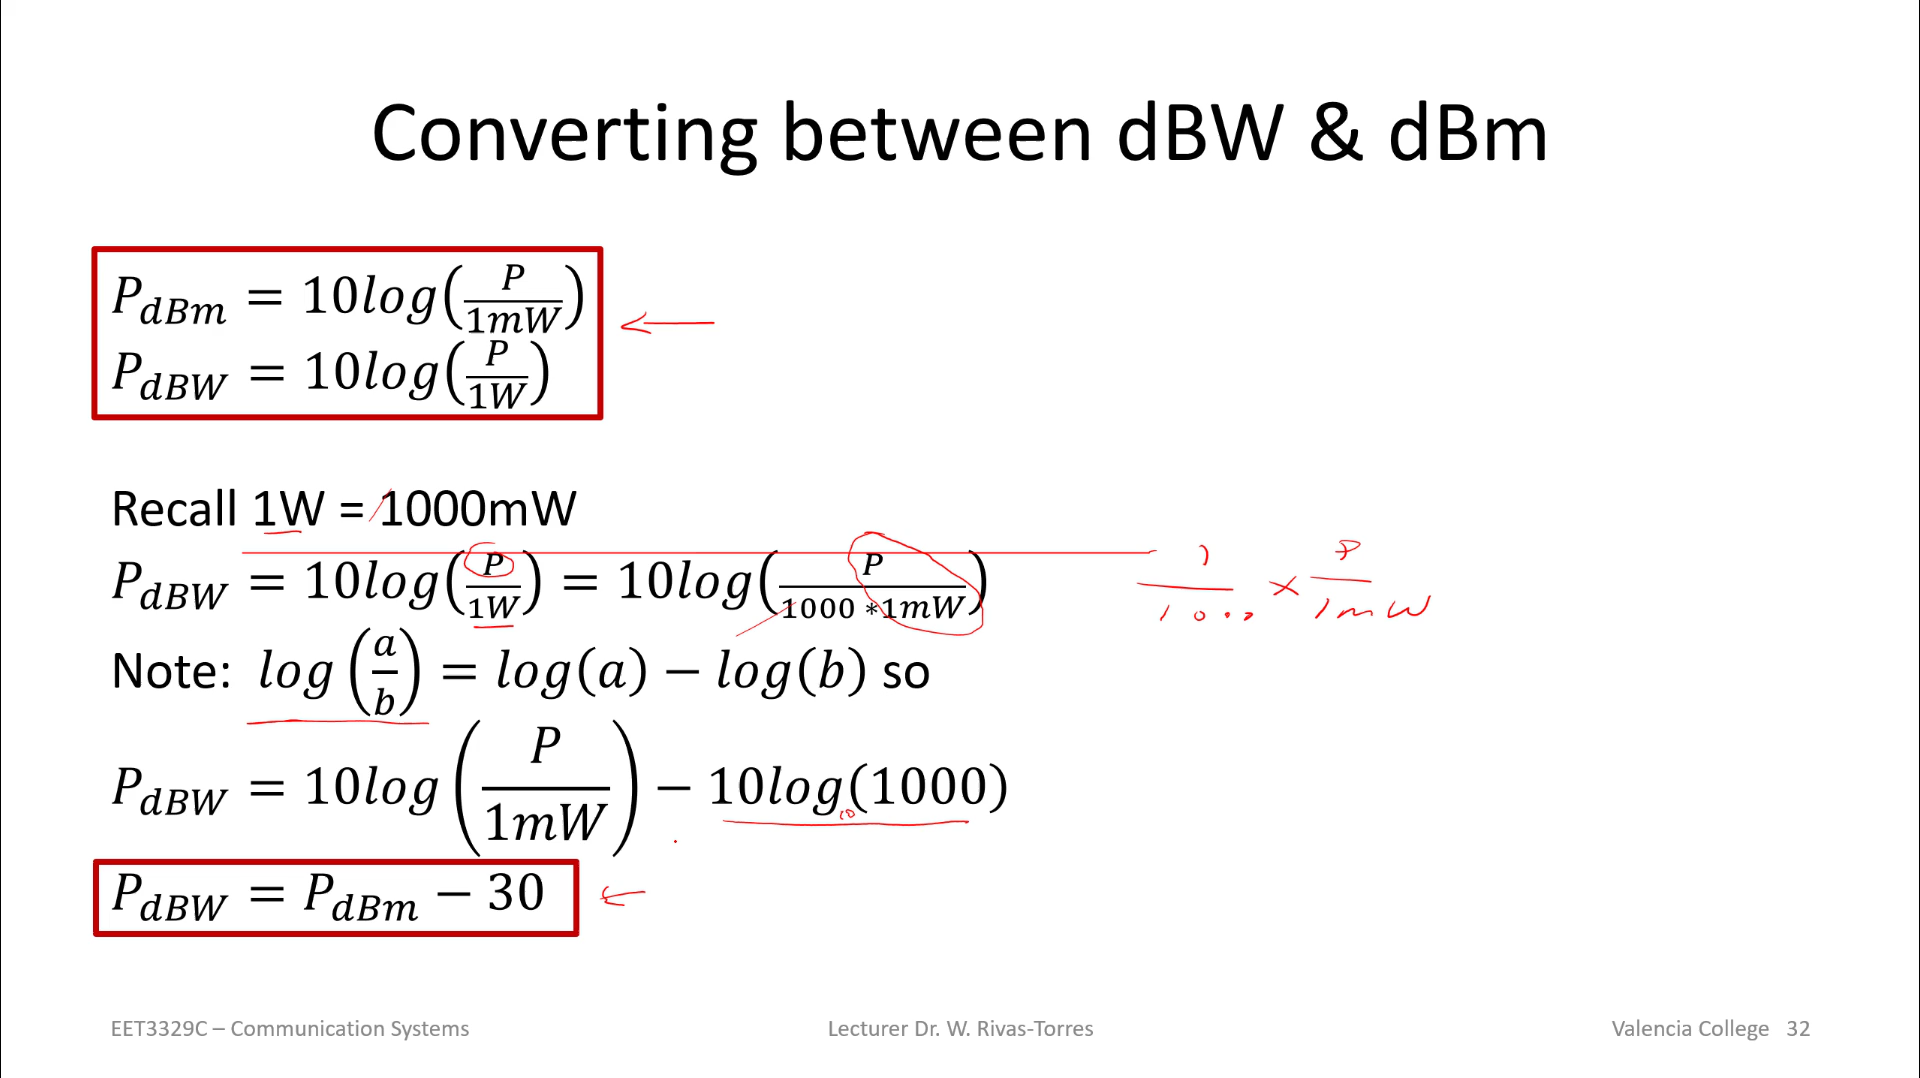 Converting between dBW & dBm
P_dBm = 10log(P/1mW)
P_dBW = 10log(P/1W)
Recall 1W = 1000mW
P_dBW = 10log(P/1W) = 10log(P/1000 *1mW) 1/1000 × P/1mW
Note: log(a/b) = log(a) − log(b) so
P_dBW = 10log(P/1mW) − 10log(1000)
10
P_dBW = P_dBm − 30
EET3329C – Communication Systems Lecturer Dr. W. Rivas-Torres Valencia College 32